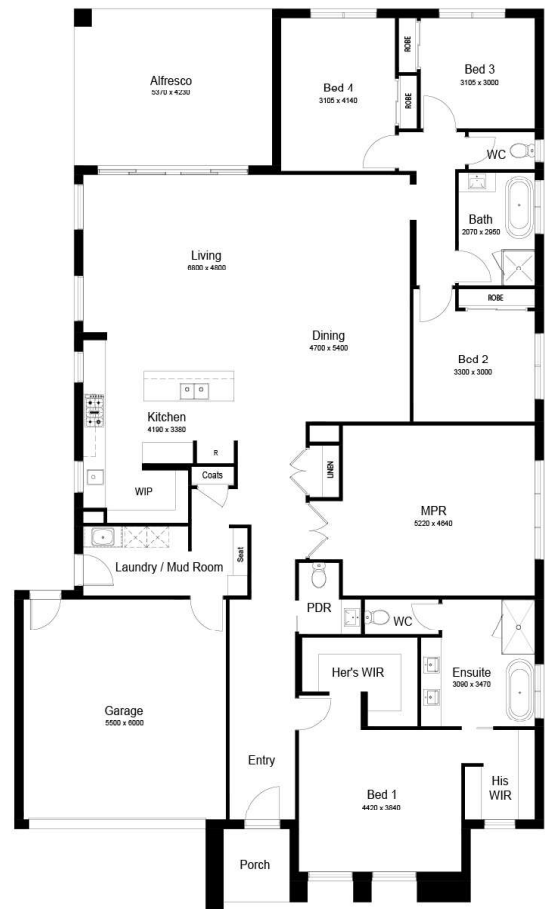 Alfresco
5370 x 4230
Bed 4
3105 x 4140
ROBE
ROBE
Bed 3
3105 x 3000
WC
Bath
2070 x 2950
Living
6800 x 4800
Dining
4700 x 5400
ROBE
Bed 2
3300 x 3000
Kitchen
4190 x 3380
R
Coats
WIP
LINEN
MPR
5220 x 4640
Laundry / Mud Room
Seat
PDR
WC
Ensuite
3090 x 3470
Her's WIR
Garage
5500 x 6000
Entry
Bed 1
4420 x 3840
His
WIR
Porch